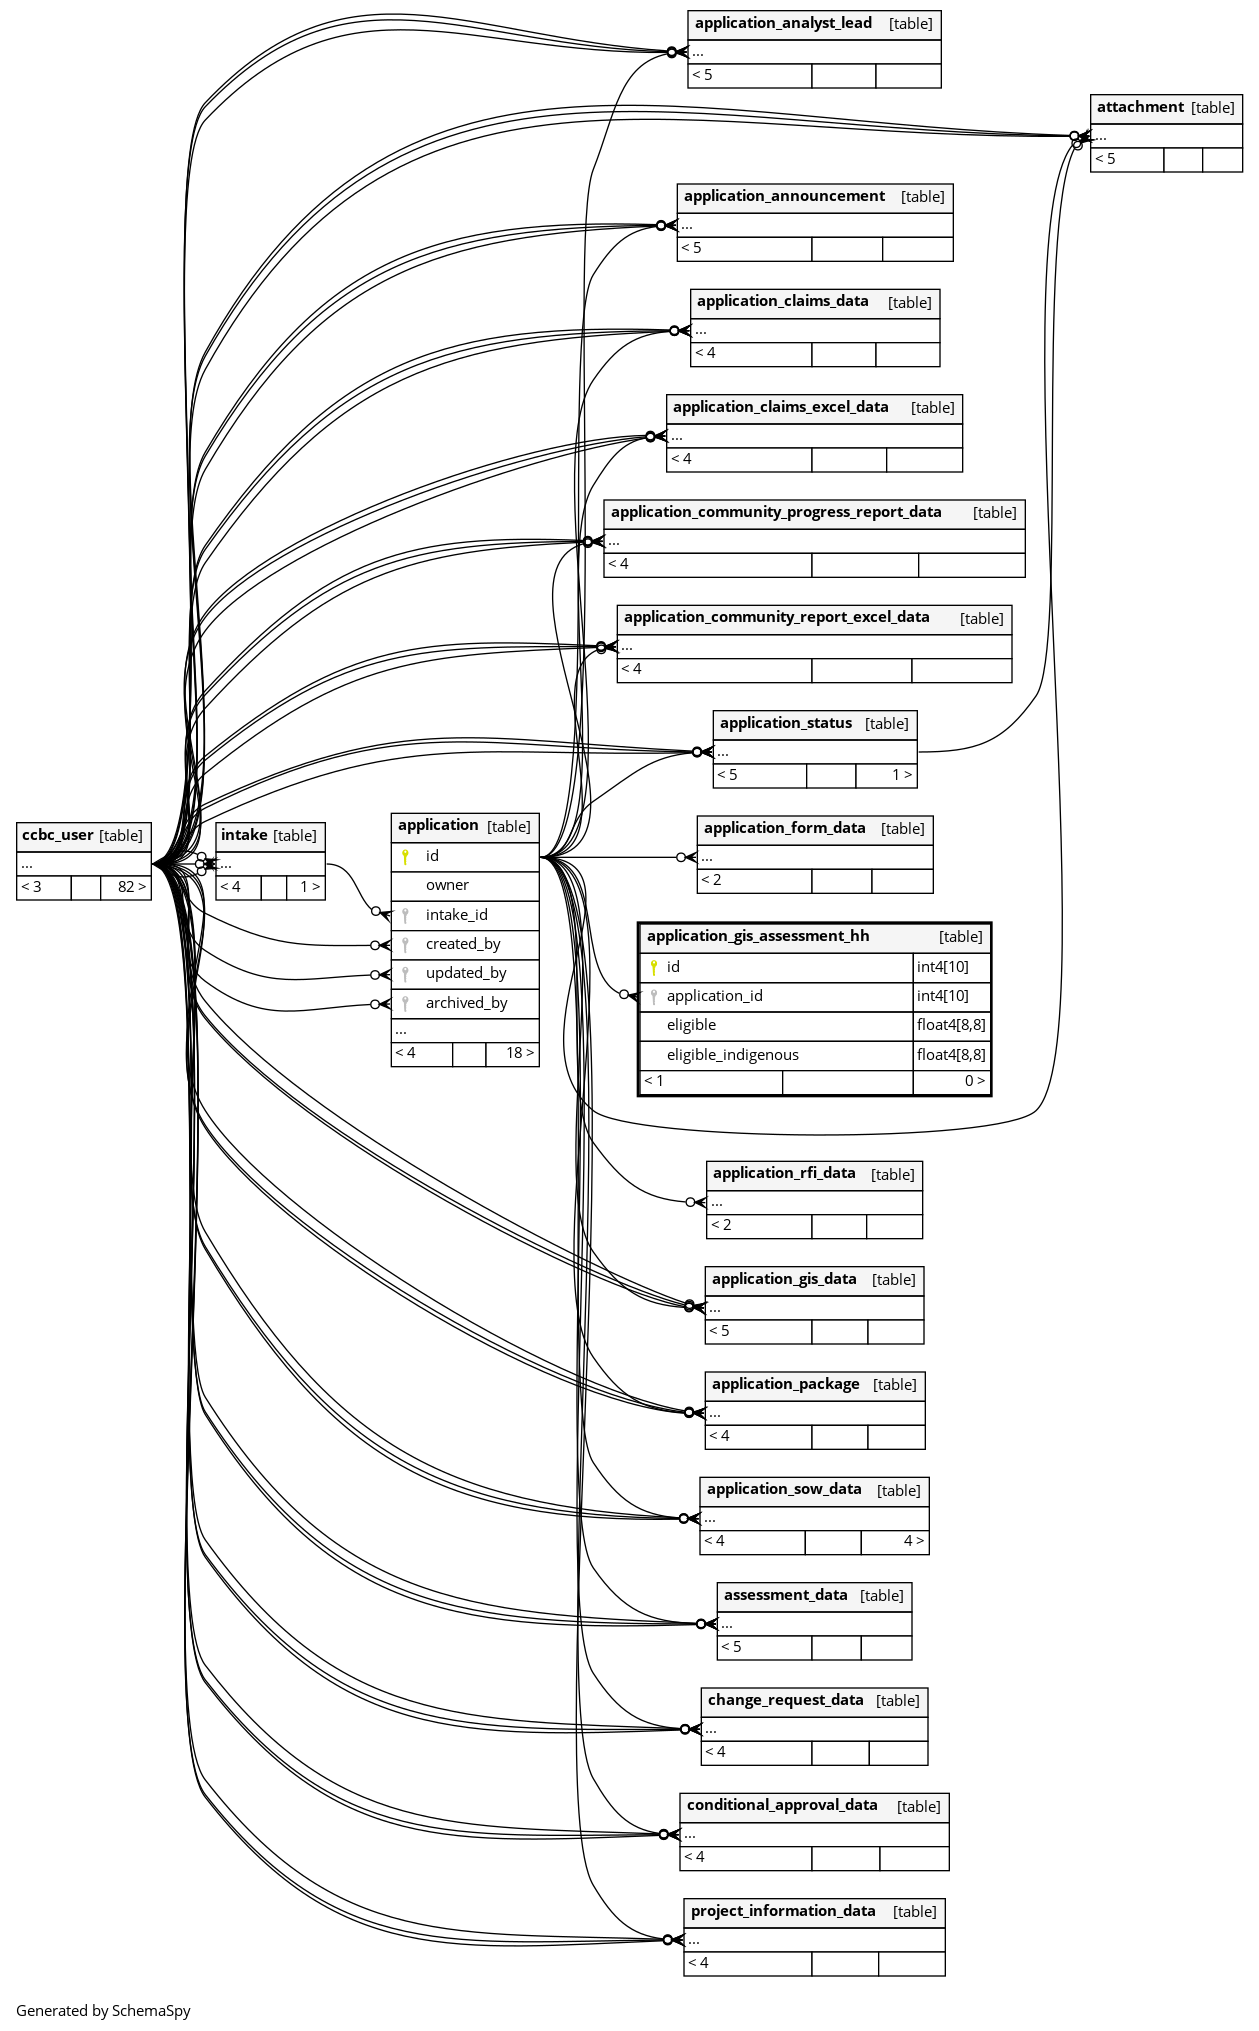 application_analyst_lead [table]
...
< 5
attachment [table]
...
< 5
application_announcement [table]
...
< 5
application_claims_data [table]
...
< 4
application_claims_excel_data [table]
...
< 4
application_community_progress_report_data [table]
...
< 4
application_community_report_excel_data [table]
...
< 4
application_status [table]
...
< 5 1 >
ccbc_user [table]
...
< 3 82 >
intake [table]
...
< 4 1 >
application [table]
id
owner
intake_id
created_by
updated_by
archived_by
...
< 4 18 >
application_form_data [table]
...
< 2
application_gis_assessment_hh [table]
id int4[10]
application_id int4[10]
eligible float4[8,8]
eligible_indigenous float4[8,8]
< 1 0 >
application_rfi_data [table]
...
< 2
application_gis_data [table]
...
< 5
application_package [table]
...
< 4
application_sow_data [table]
...
< 4 4 >
assessment_data [table]
...
< 5
change_request_data [table]
...
< 4
conditional_approval_data [table]
...
< 4
project_information_data [table]
...
< 4
Generated by SchemaSpy